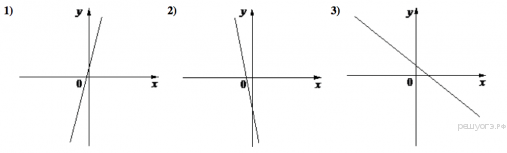 1) y 0 x
2) y 0 x
3) y 0 x
решуогэ.рф